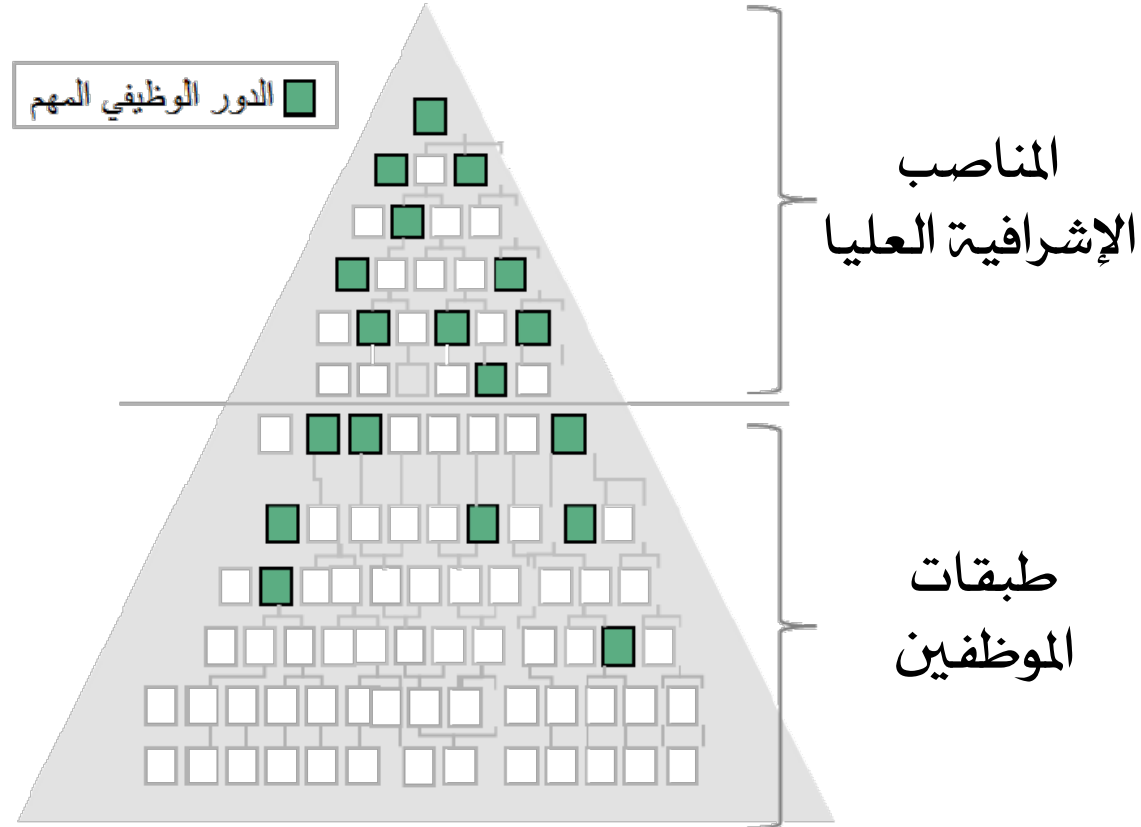 الدور الوظيفي المهم
المناصب
الإشرافية العليا
طبقات
الموظفين